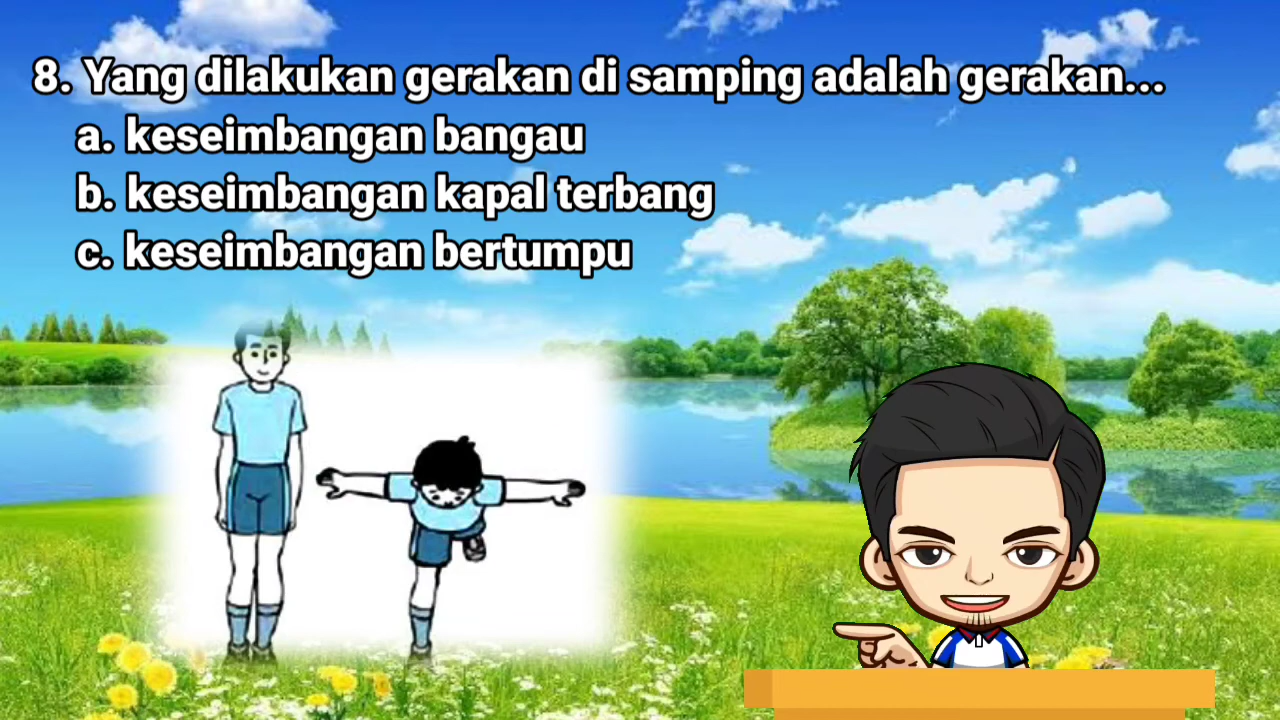 8. Yang dilakukan gerakan di samping adalah gerakan...
a. keseimbangan bangau
b. keseimbangan kapal terbang
c. keseimbangan bertumpu